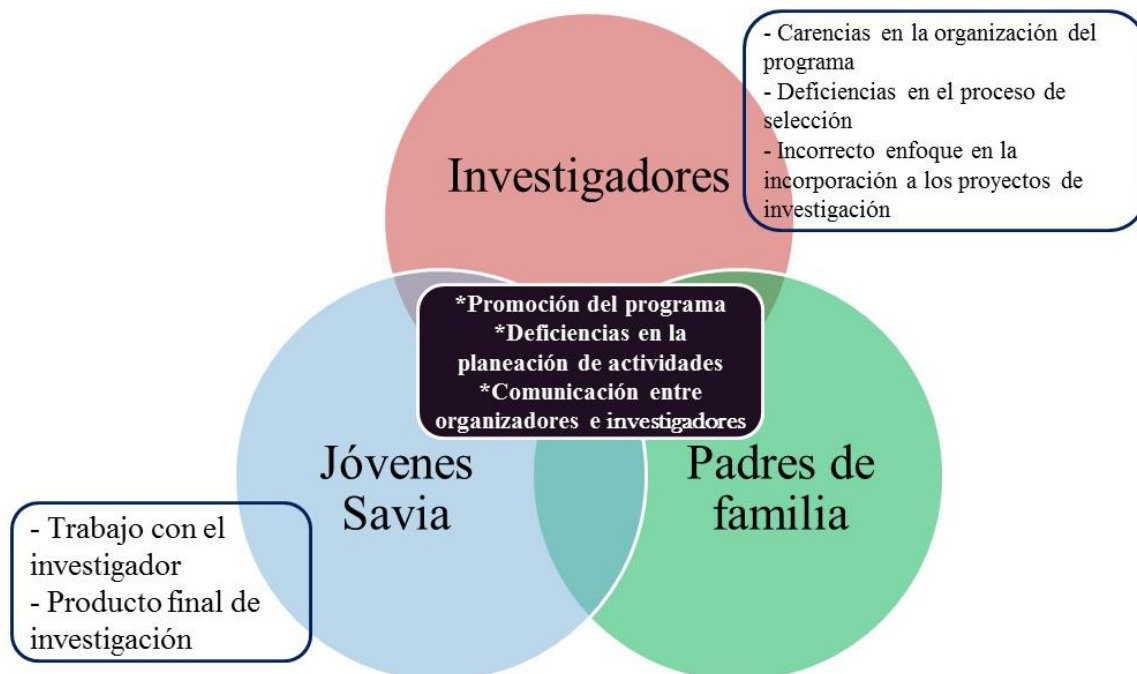 - Carencias en la organización del
programa
- Deficiencias en el proceso de
selección
- Incorrecto enfoque en la
incorporación a los proyectos de
investigación
Investigadores
*Promoción del programa
*Deficiencias en la
planeación de actividades
*Comunicación entre
organizadores e investigadores
Jóvenes
Savia
Padres de
familia
- Trabajo con el
investigador
- Producto final de
investigación